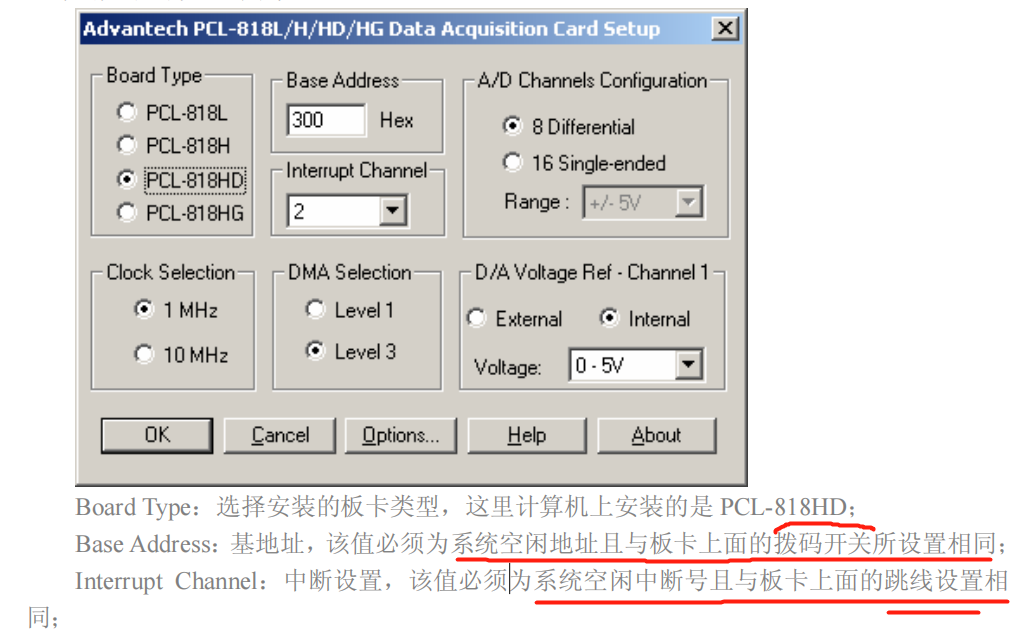 Advantech PCL-818L/H/HD/HG Data Acquisition Card Setup
Board Type
PCL-818L
PCL-818H
PCL-818HD
PCL-818HG
Base Address
300 Hex
Interrupt Channel
2
A/D Channels Configuration
8 Differential
16 Single-ended
Range : +/- 5V
Clock Selection
1 MHz
10 MHz
DMA Selection
Level 1
Level 3
D/A Voltage Ref - Channel 1
External Internal
Voltage: 0 - 5V
OK Cancel Options... Help About
Board Type：选择安装的板卡类型，这里计算机上安装的是 PCL-818HD；
Base Address：基地址，该值必须为系统空闲地址且与板卡上面的拨码开关所设置相同；
Interrupt Channel：中断设置，该值必须为系统空闲中断号且与板卡上面的跳线设置相
同；